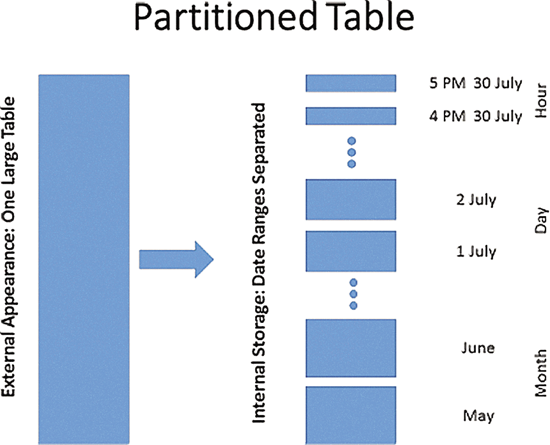 Partitioned Table
External Appearance: One Large Table
Internal Storage: Date Ranges Separated
5 PM 30 July
4 PM 30 July
Hour
2 July
1 July
Day
June
May
Month